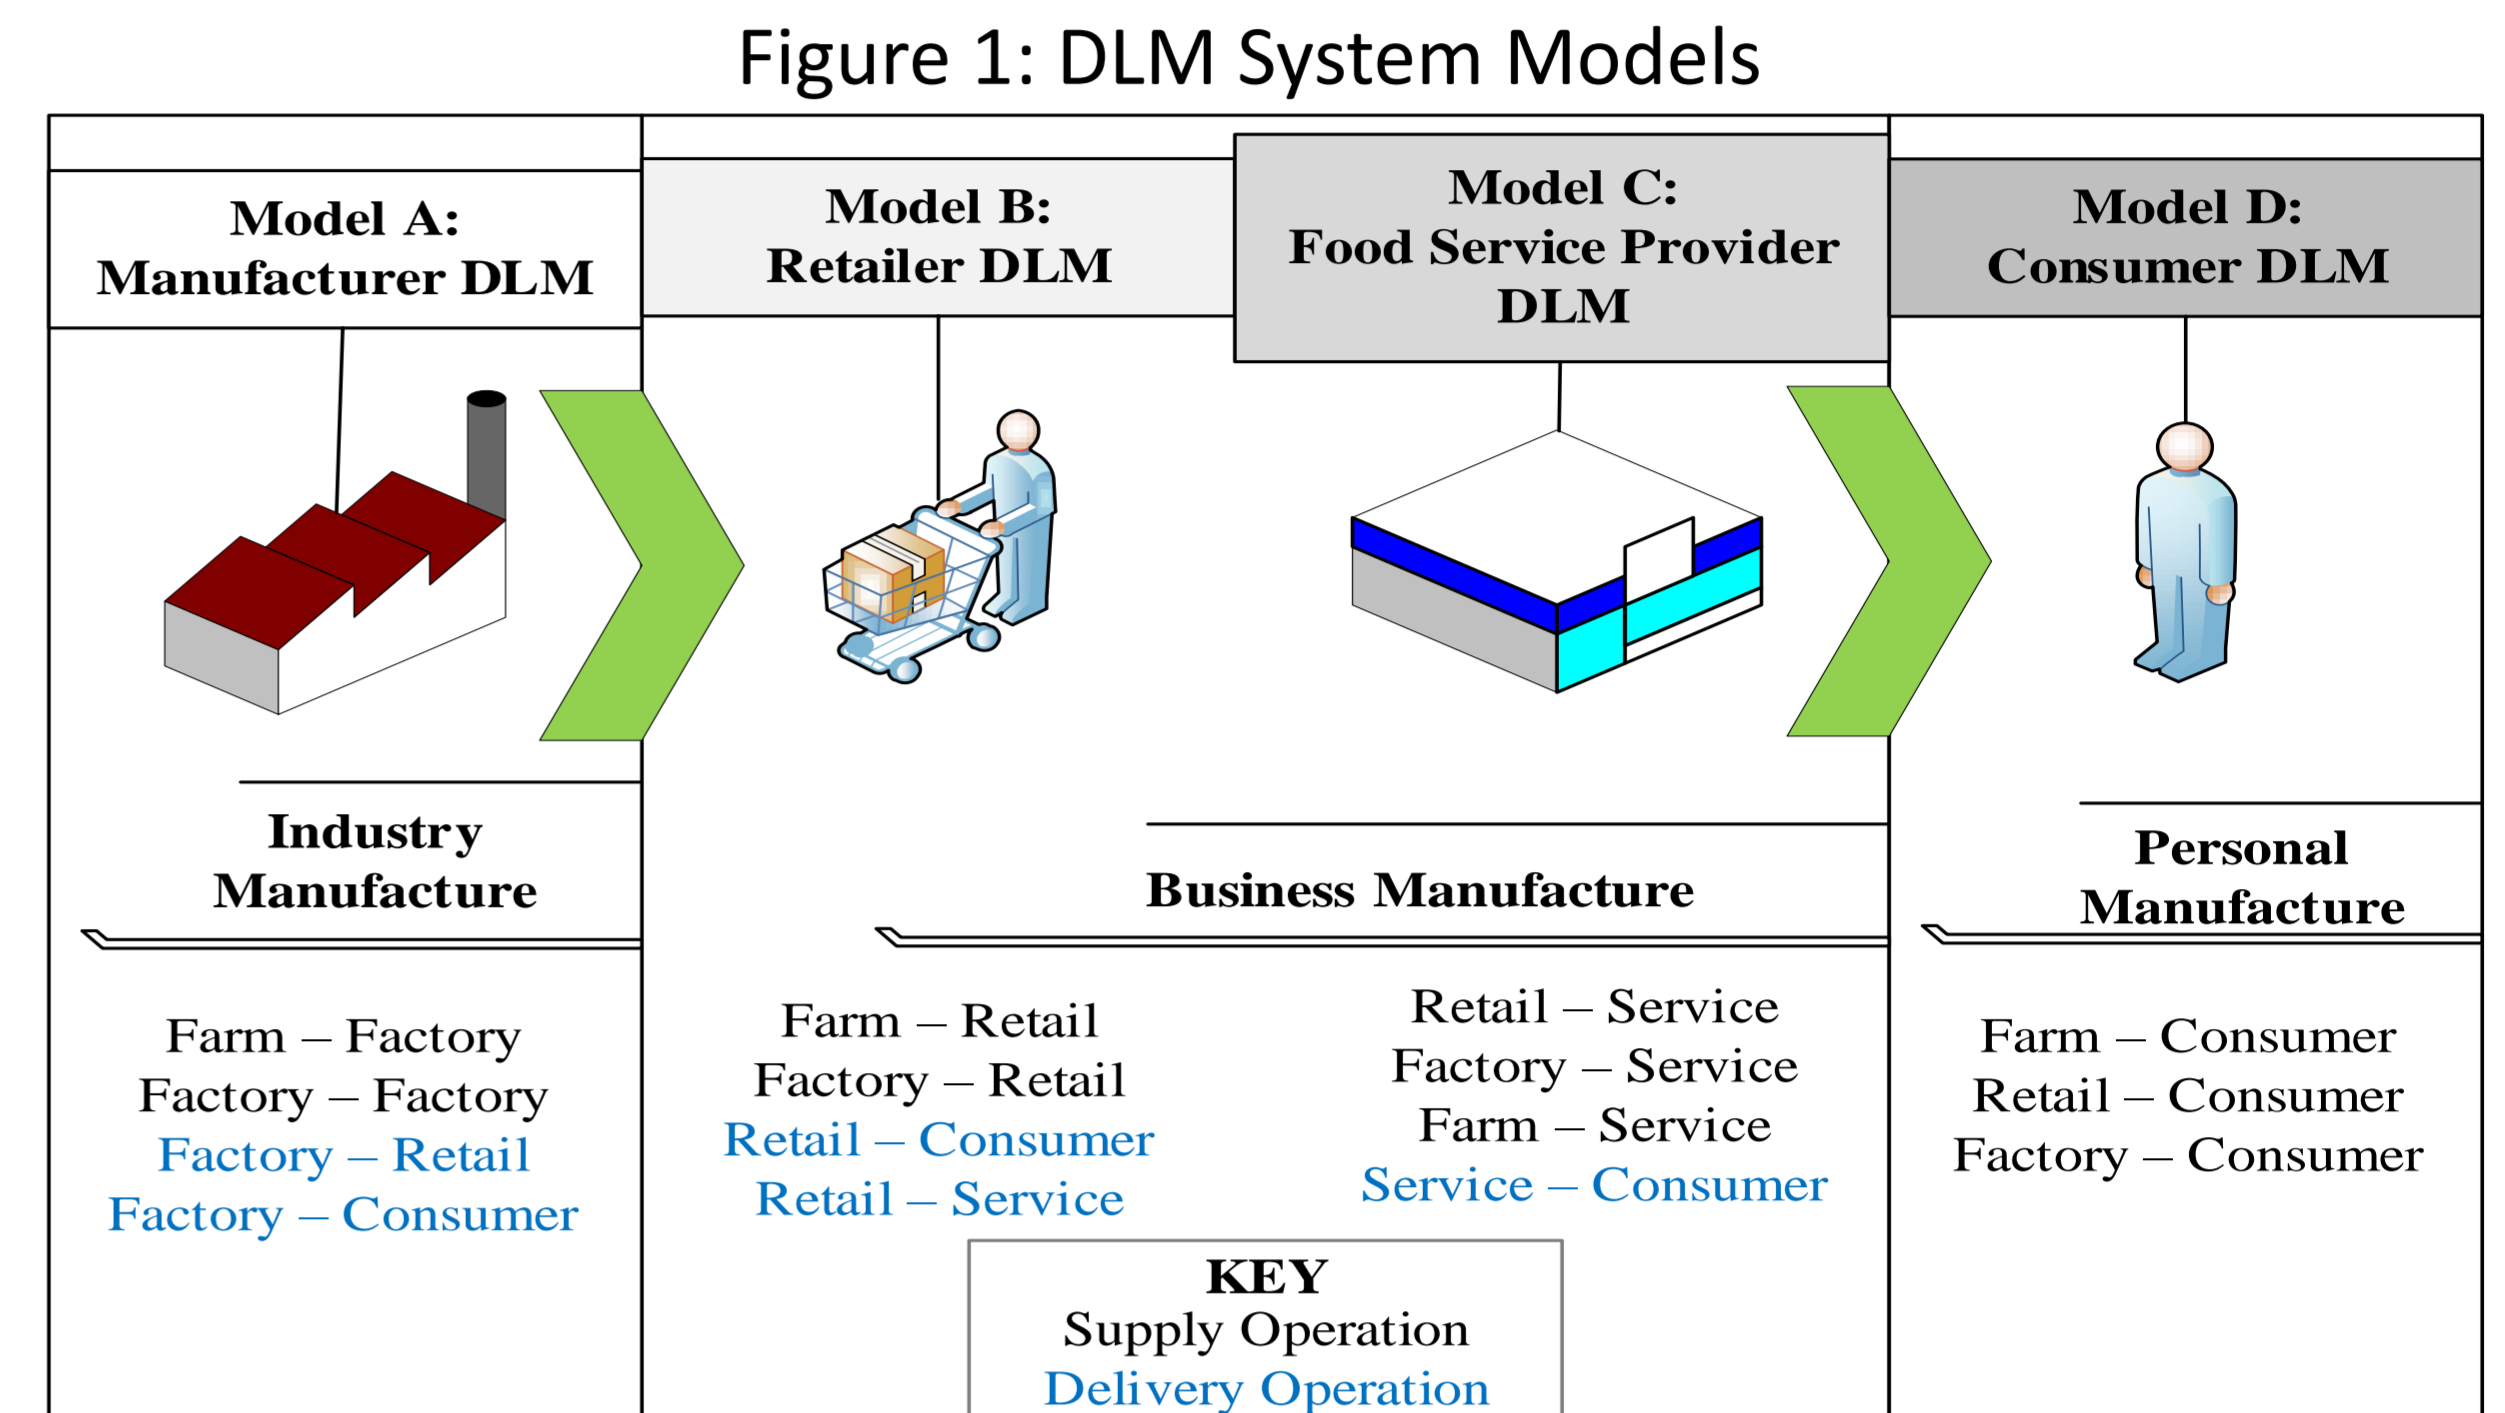 Figure 1: DLM System Models
Model A:
Manufacturer DLM
Model B:
Retailer DLM
Model C:
Food Service Provider
DLM
Model D:
Consumer DLM
Industry
Manufacture
Business Manufacture
Personal
Manufacture
Farm – Factory
Factory – Factory
Factory – Retail
Factory – Consumer
Farm – Retail
Factory – Retail
Retail – Consumer
Retail – Service
Retail – Service
Factory – Service
Farm – Service
Service – Consumer
Farm – Consumer
Retail – Consumer
Factory – Consumer
KEY
Supply Operation
Delivery Operation